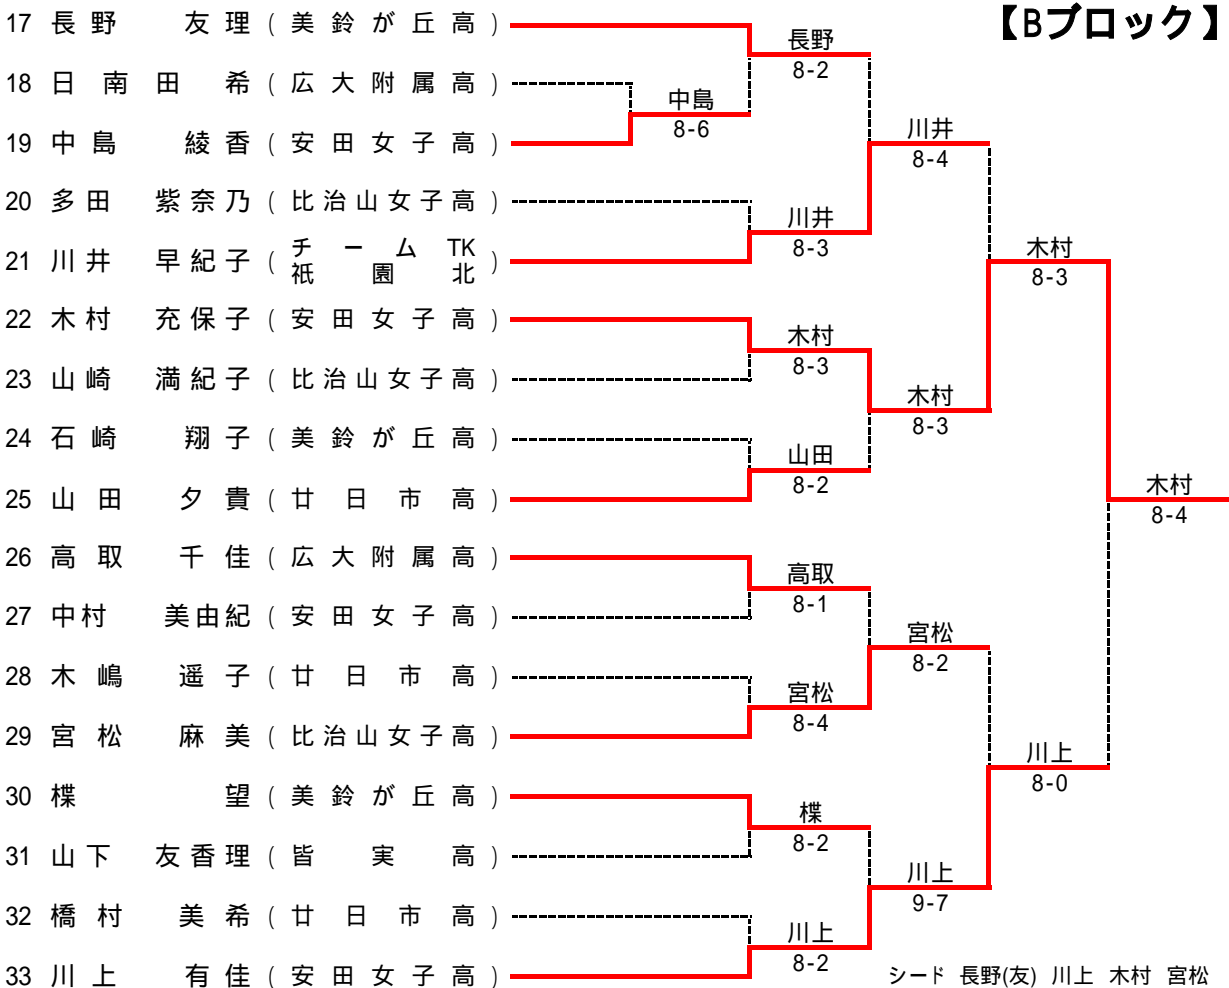 【Bブロック】
17 長野 友理 ( 美鈴が丘高 )
長野
8-2
18 日南田 希 ( 広大附属高 )
中島
8-6
19 中島 綾香 ( 安田女子高 )
川井
8-4
20 多田 紫奈乃 ( 比治山女子高 )
川井
8-3
21 川井 早紀子 ( チームTK 祇園北 )
木村
8-3
22 木村 充保子 ( 安田女子高 )
木村
8-3
23 山崎 満紀子 ( 比治山女子高 )
木村
8-3
24 石崎 翔子 ( 美鈴が丘高 )
山田
8-2
25 山田 夕貴 ( 廿日市高 )
木村
8-4
26 高取 千佳 ( 広大附属高 )
高取
8-1
27 中村 美由紀 ( 安田女子高 )
宮松
8-2
28 木嶋 遥子 ( 廿日市高 )
宮松
8-4
29 宮松 麻美 ( 比治山女子高 )
川上
8-0
30 楪 望 ( 美鈴が丘高 )
楪
8-2
31 山下 友香理 ( 皆実高 )
川上
9-7
32 橋村 美希 ( 廿日市高 )
川上
8-2
33 川上 有佳 ( 安田女子高 )
シード 長野(友) 川上 木村 宮松